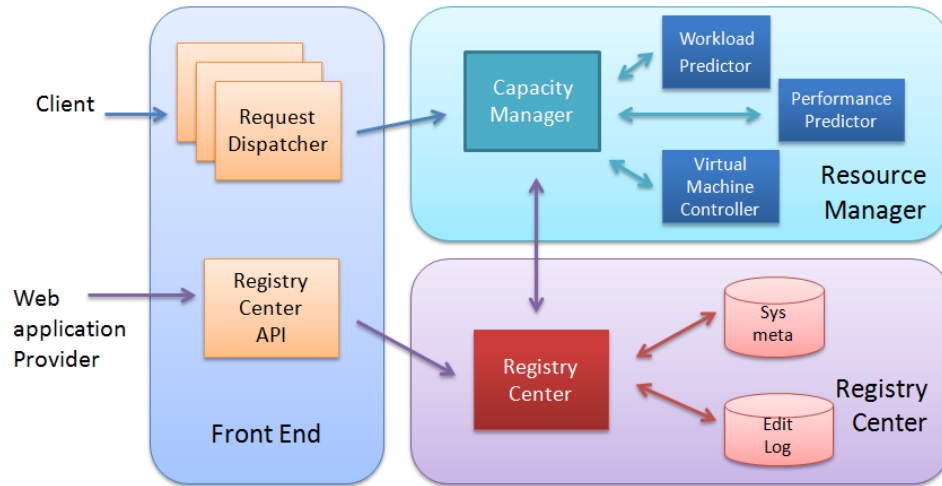 Client
Request
Dispatcher
Web
application
Provider
Registry
Center
API
Front End
Capacity
Manager
Workload
Predictor
Performance
Predictor
Virtual
Machine
Controller
Resource
Manager
Registry
Center
Sys
meta
Edit
Log
Registry
Center